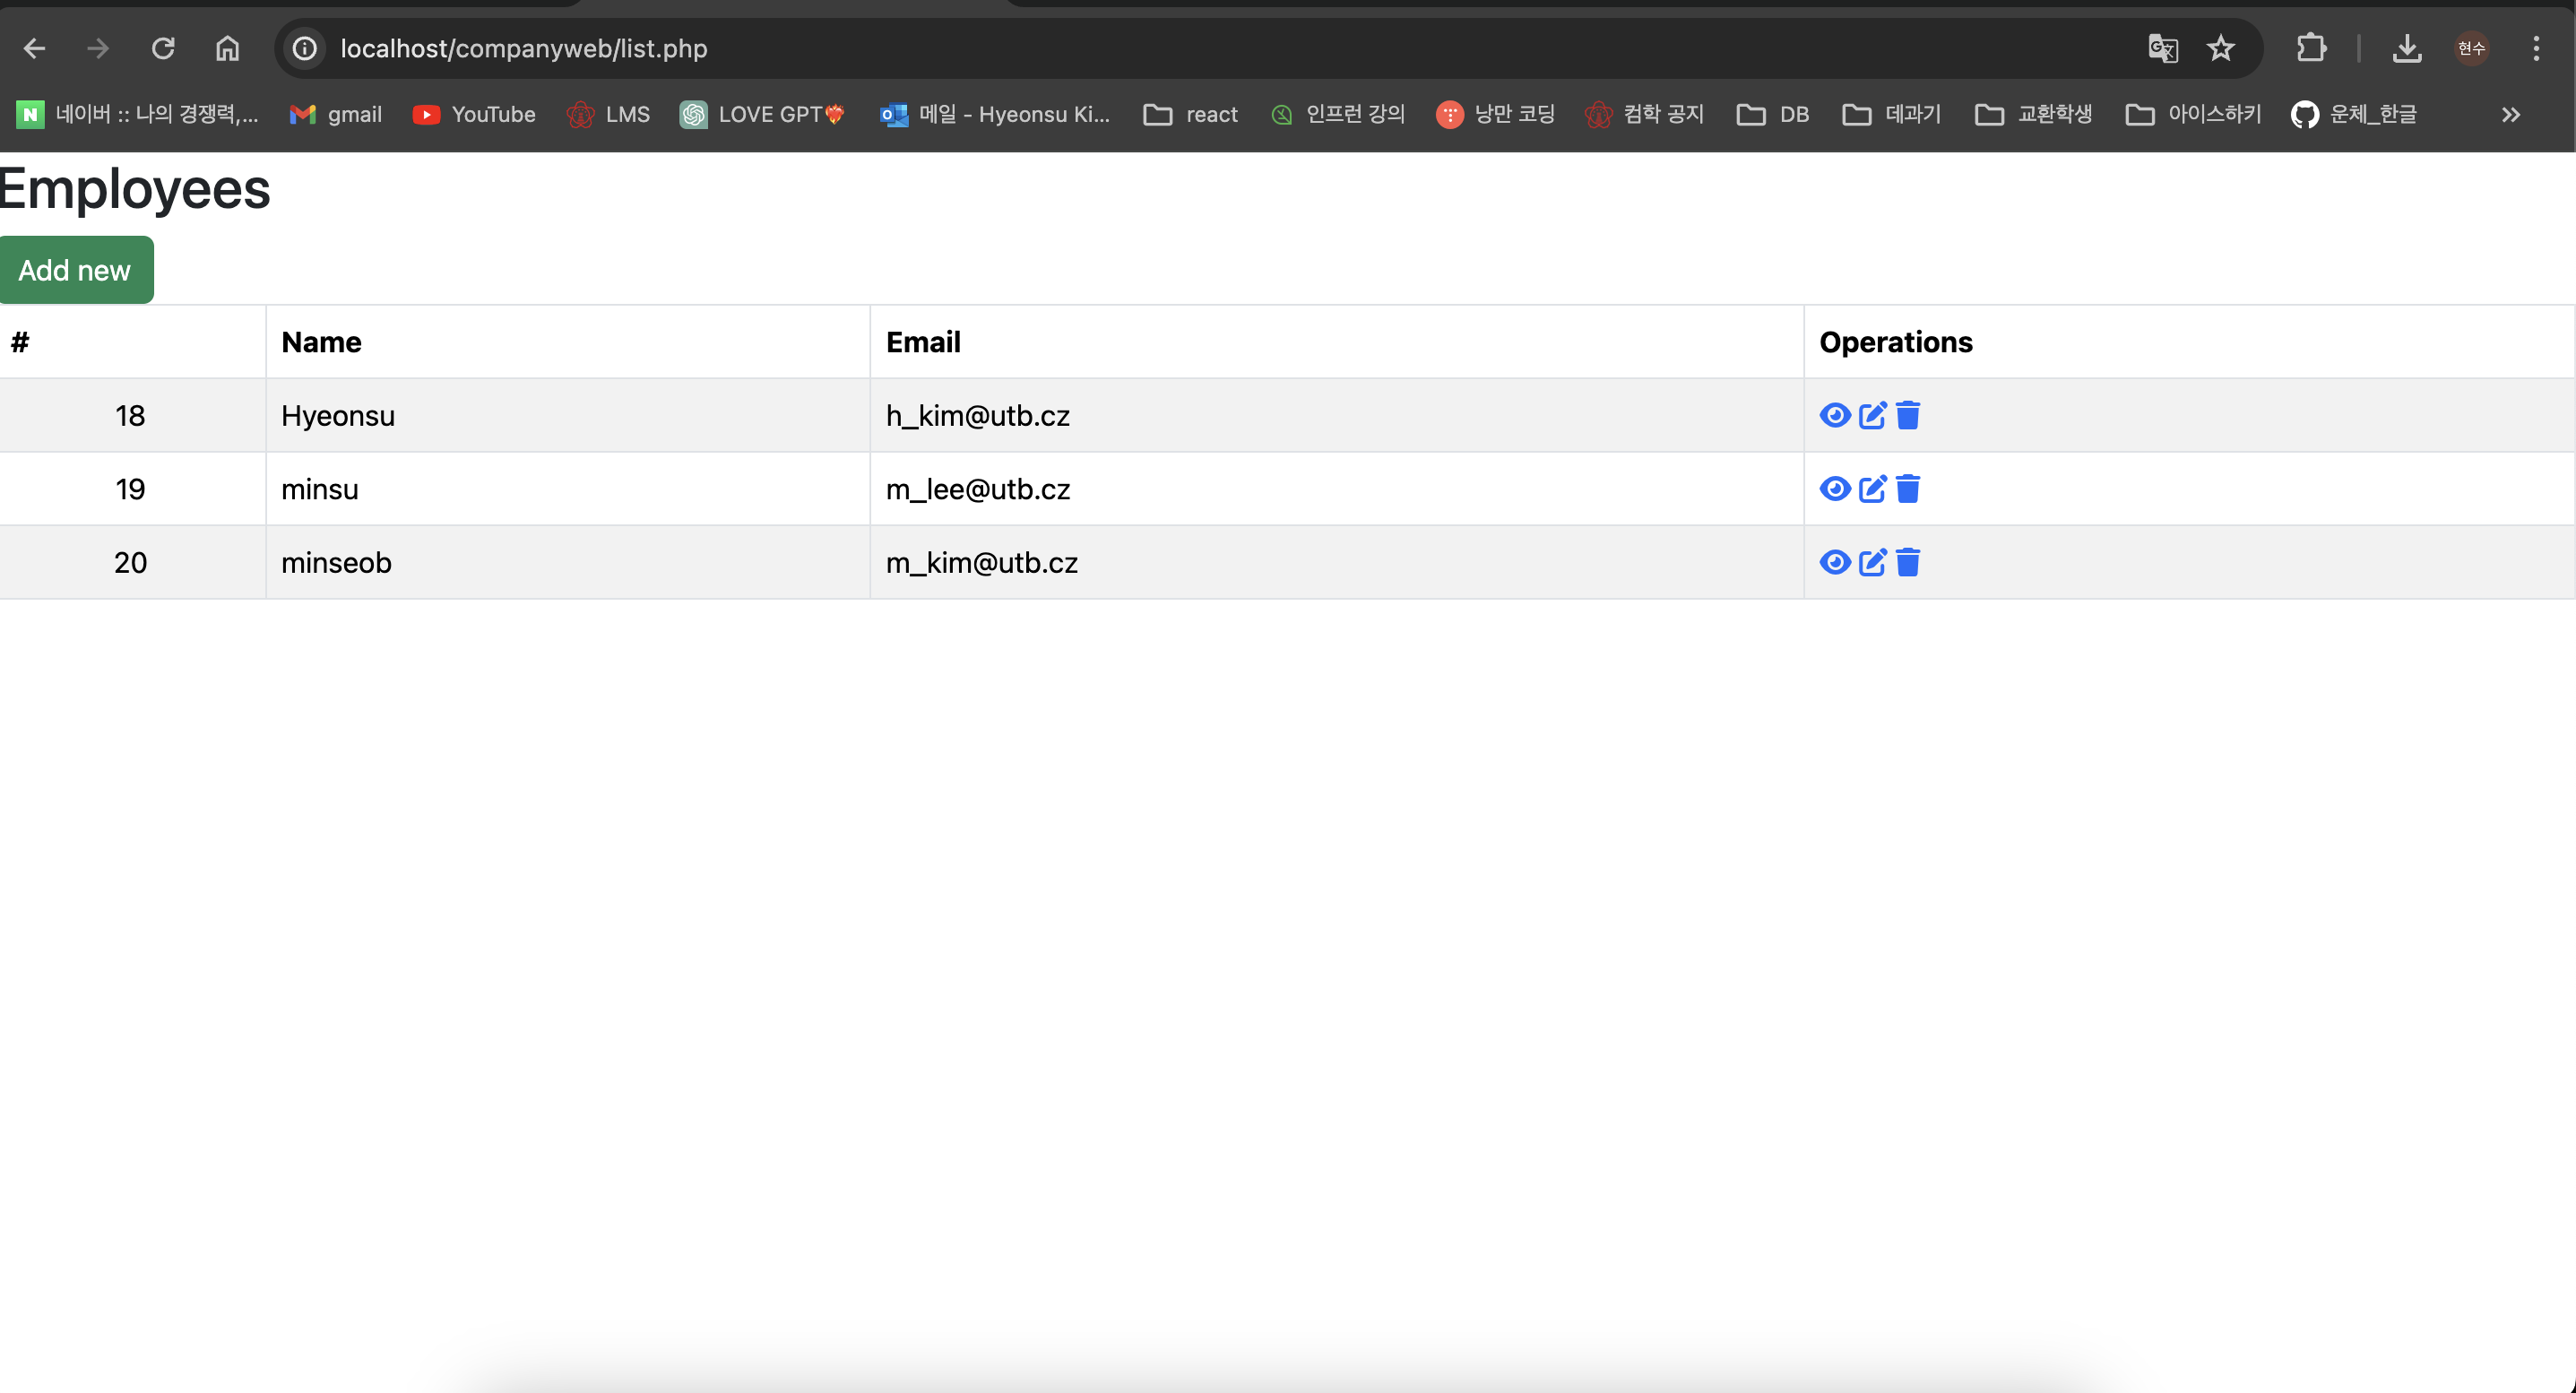 localhost/companyweb/list.php 현수
네이버 :: 나의 경쟁력,... gmail YouTube LMS LOVE GPT❤️‍🔥 메일 - Hyeonsu Ki... react 인프런 강의 낭만 코딩 컴학 공지 DB 데과기 교환학생 아이스하키 운체_한글
Employees
Add new
# Name Email Operations
18 Hyeonsu h_kim@utb.cz
19 minsu m_lee@utb.cz
20 minseob m_kim@utb.cz